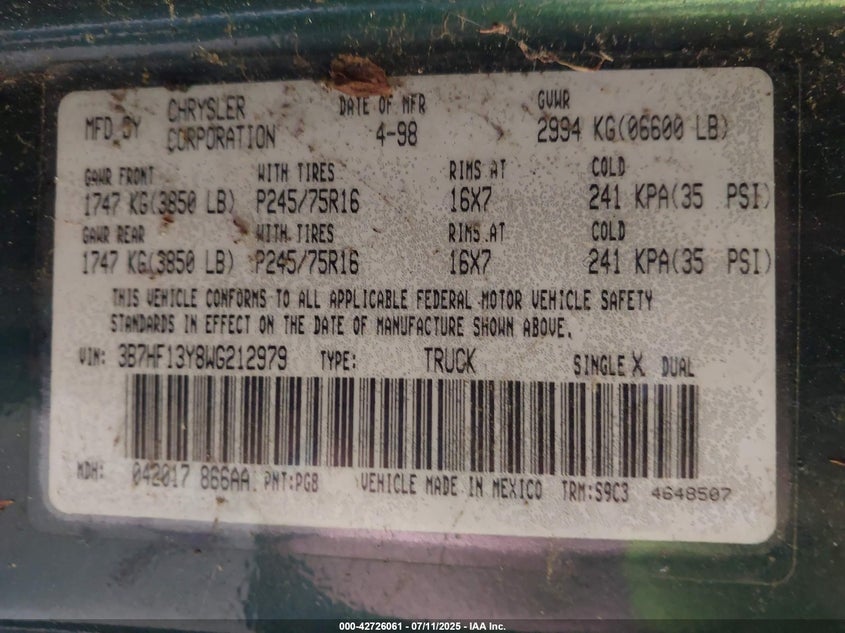 MFD BY CHRYSLER CORPORATION DATE OF MFR 4-98 GVWR 2994 KG(06600 LB)
GAWR FRONT WITH TIRES RIMS AT COLD
1747 KG(3850 LB) P245/75R16 16X7 241 KPA(35 PSI)
GAWR REAR WITH TIRES RIMS AT COLD
1747 KG(3850 LB) P245/75R16 16X7 241 KPA(35 PSI)
THIS VEHICLE CONFORMS TO ALL APPLICABLE FEDERAL MOTOR VEHICLE SAFETY
STANDARDS IN EFFECT ON THE DATE OF MANUFACTURE SHOWN ABOVE.
VIN: 3B7HF13Y8WG212979 TYPE: TRUCK SINGLE X DUAL
MDH: 042017 866AA PNT:PG8 VEHICLE MADE IN MEXICO TRM:S9C3 4648507
000-42726061 - 07/11/2025 - IAA Inc.